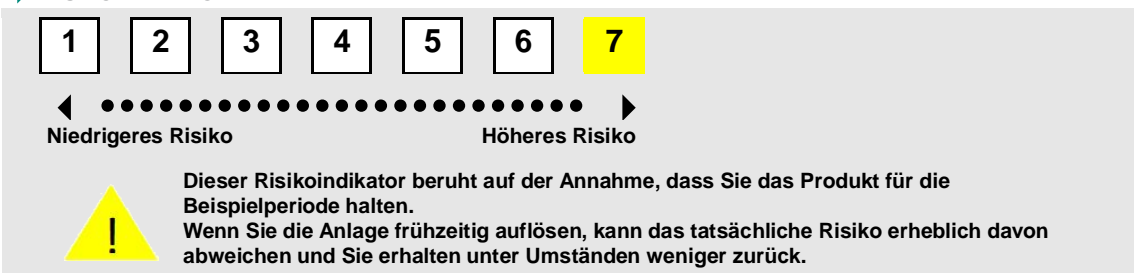 1 2 3 4 5 6 7
Niedrigeres Risiko Höheres Risiko
Dieser Risikoindikator beruht auf der Annahme, dass Sie das Produkt für die
Beispielperiode halten.
Wenn Sie die Anlage frühzeitig auflösen, kann das tatsächliche Risiko erheblich davon
abweichen und Sie erhalten unter Umständen weniger zurück.
!